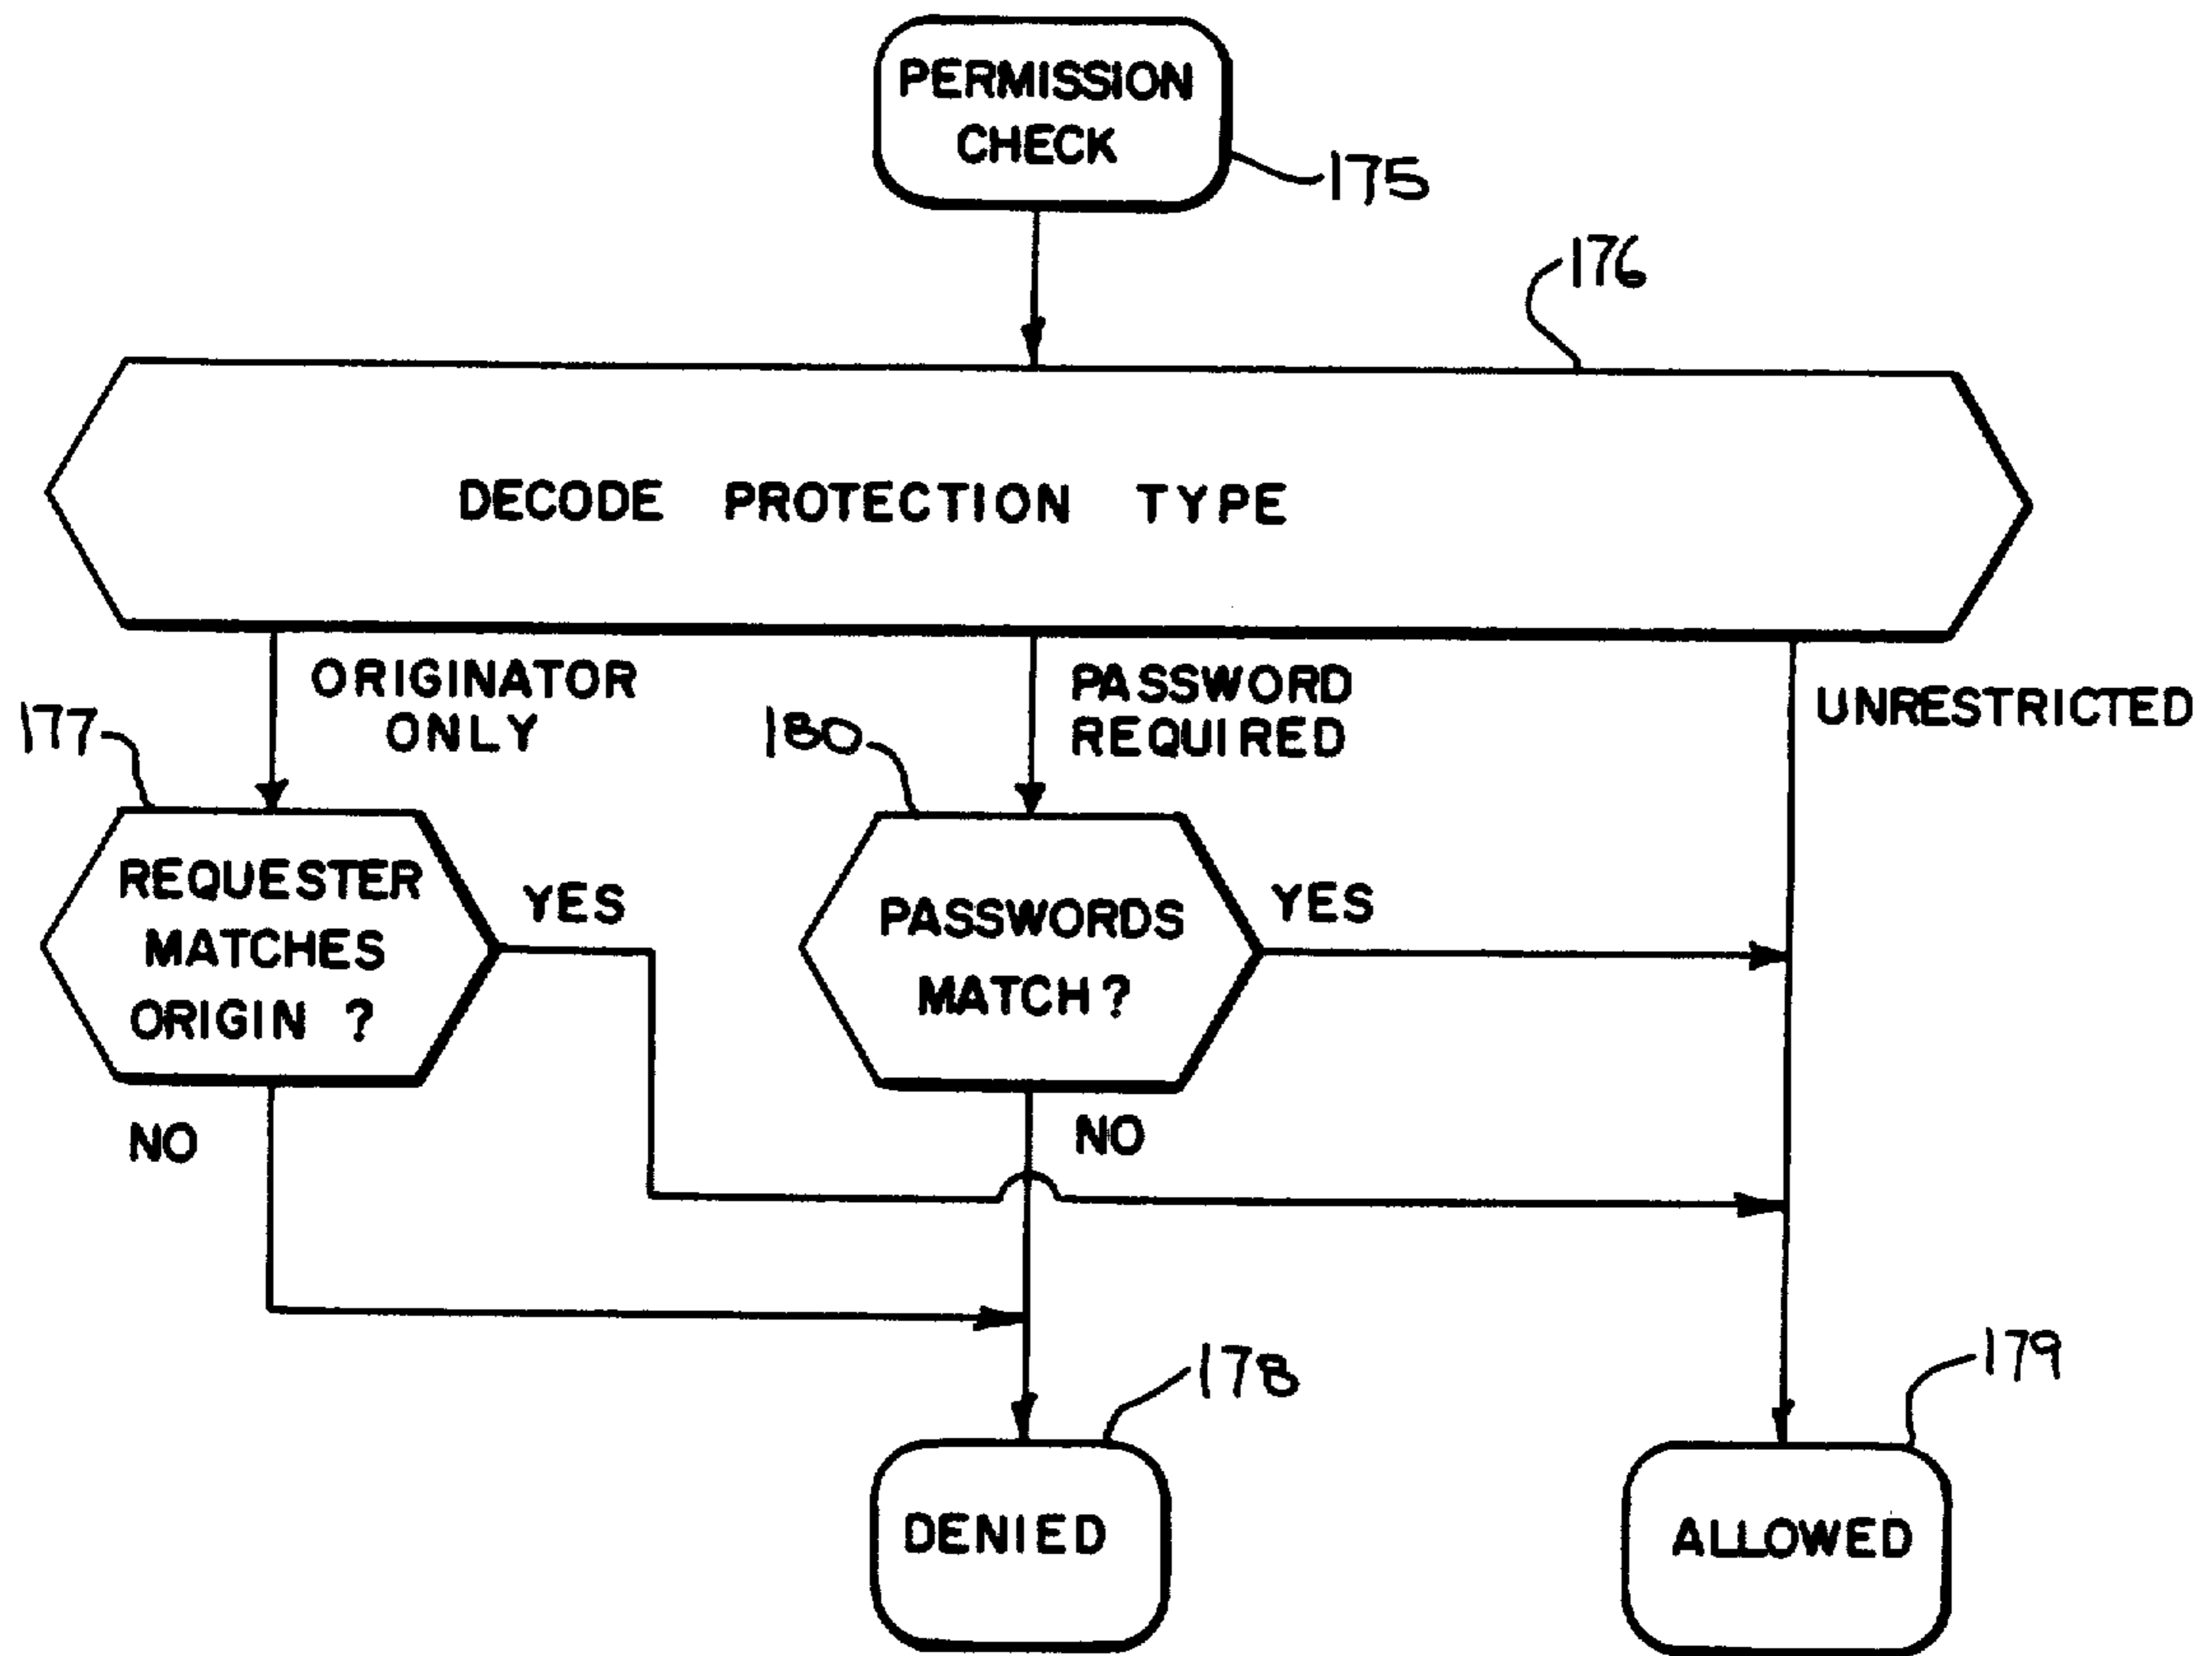 PERMISSION
CHECK
175
176
DECODE PROTECTION TYPE
ORIGINATOR
ONLY
PASSWORD
REQUIRED
UNRESTRICTED
177
180
REQUESTER
MATCHES
ORIGIN ?
YES
PASSWORDS
MATCH?
YES
NO
NO
178
179
DENIED
ALLOWED